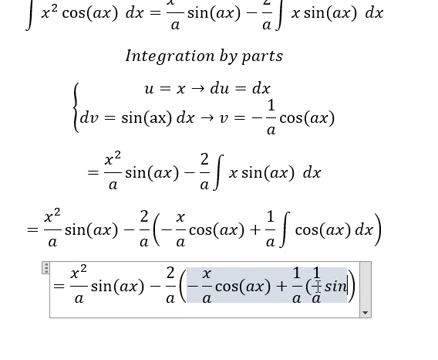 ∫ x² cos(ax) dx = x²/a sin(ax) − 2/a ∫ x sin(ax) dx
Integration by parts
{ u = x → du = dx
dv = sin(ax) dx → v = −1/a cos(ax)
= x²/a sin(ax) − 2/a ∫ x sin(ax) dx
= x²/a sin(ax) − 2/a (−x/a cos(ax) + 1/a ∫ cos(ax) dx)
= x²/a sin(ax) − 2/a (−x/a cos(ax) + 1/a (1/a sin)